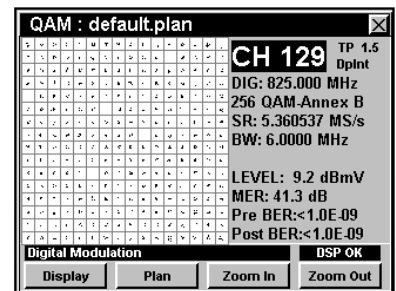 QAM : default.plan
CH 129
TP 1.5
DpInt
DIG: 825.000 MHz
256 QAM-Annex B
SR: 5.360537 MS/s
BW: 6.0000 MHz
LEVEL: 9.2 dBmV
MER: 41.3 dB
Pre BER:<1.0E-09
Post BER:<1.0E-09
Digital Modulation
DSP OK
Display
Plan
Zoom In
Zoom Out